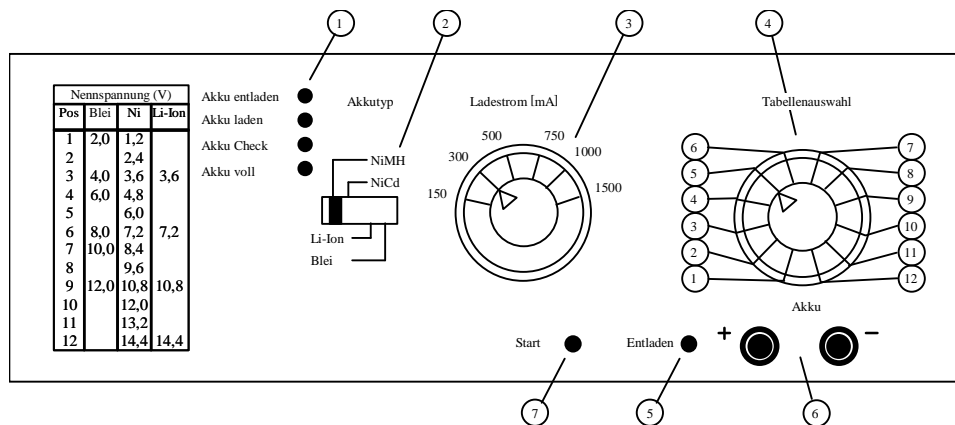 1
2
3
4
Nennspannung (V)
Pos Blei Ni Li-Ion
1 2,0 1,2
2 2,4
3 4,0 3,6 3,6
4 6,0 4,8
5 6,0
6 8,0 7,2 7,2
7 10,0 8,4
8 9,6
9 12,0 10,8 10,8
10 12,0
11 13,2
12 14,4 14,4
Akku entladen
Akku laden
Akku Check
Akku voll
Akkutyp
NiMH
NiCd
Li-Ion
Blei
Ladestrom [mA]
150
300
500
750
1000
1500
Tabellenauswahl
6
5
4
3
2
1
7
8
9
10
11
12
Akku
+
−
Start
Entladen
7
5
6